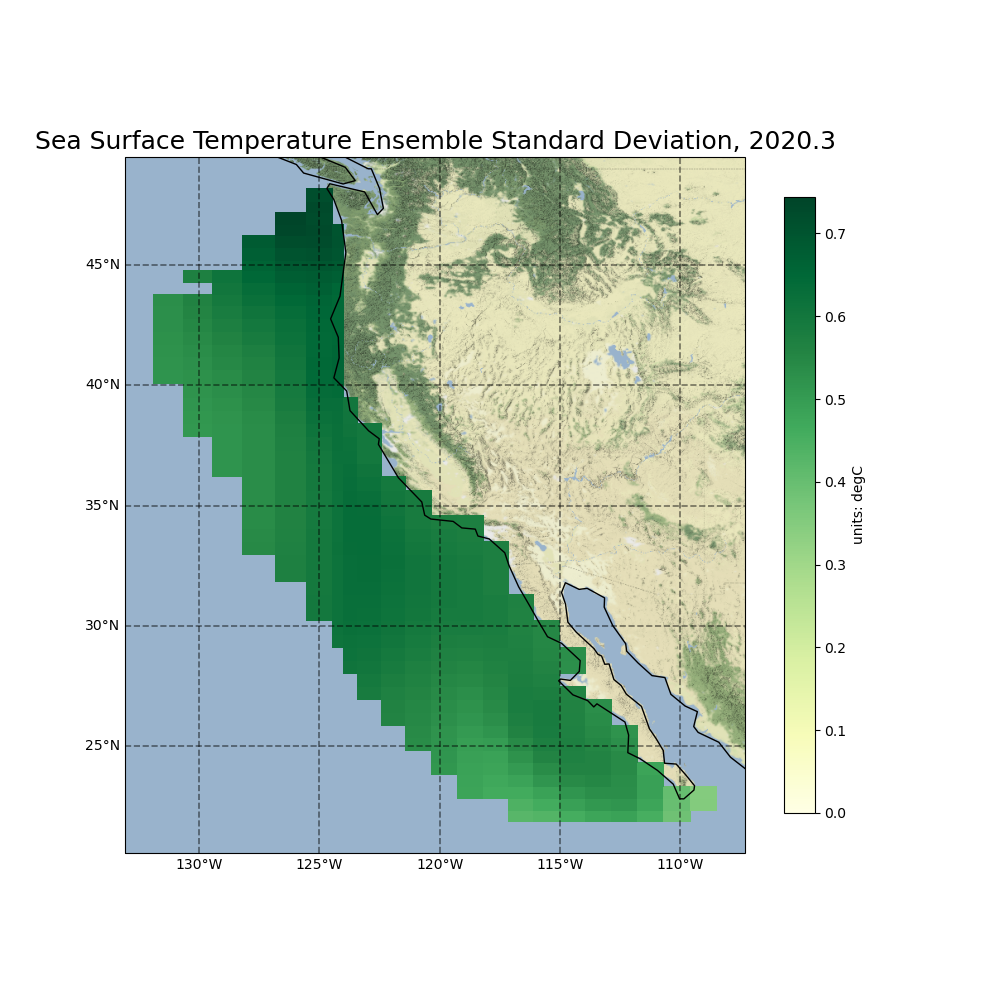 Sea Surface Temperature Ensemble Standard Deviation, 2020.3
45°N
40°N
35°N
30°N
25°N
130°W
125°W
120°W
115°W
110°W
0.7
0.6
0.5
0.4
0.3
0.2
0.1
0.0
units: degC